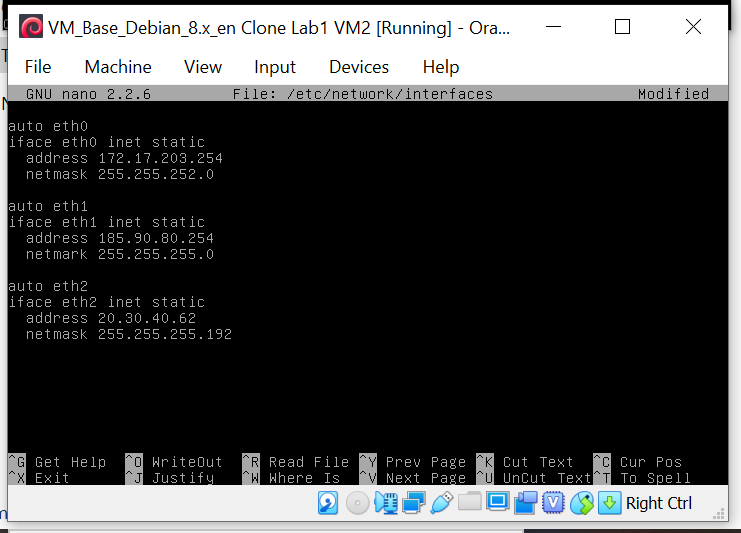 VM_Base_Debian_8.x_en Clone Lab1 VM2 [Running] - Ora...
File Machine View Input Devices Help
GNU nano 2.2.6 File: /etc/network/interfaces Modified
auto eth0
iface eth0 inet static
address 172.17.203.254
netmask 255.255.252.0
auto eth1
iface eth1 inet static
address 185.90.80.254
netmark 255.255.255.0
auto eth2
iface eth2 inet static
address 20.30.40.62
netmask 255.255.255.192
^G Get Help ^O WriteOut ^R Read File ^Y Prev Page ^K Cut Text ^C Cur Pos
^X Exit ^J Justify ^W Where Is ^V Next Page ^U UnCut Text ^T To Spell
Right Ctrl